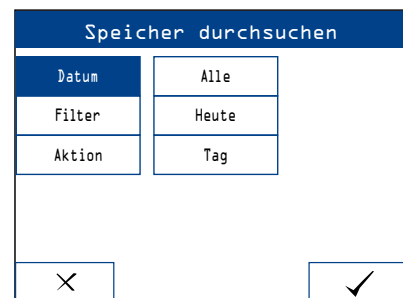 Speicher durchsuchen
Datum Alle
Filter Heute
Aktion Tag